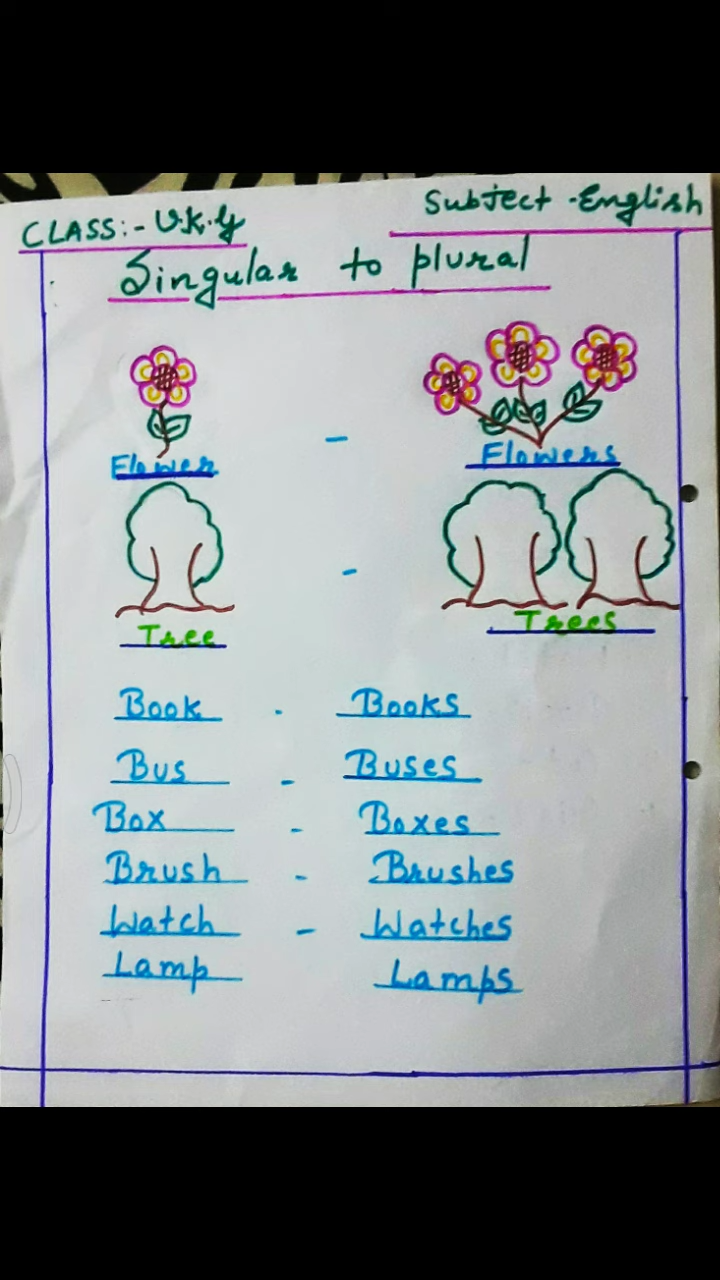 CLASS:- U.K.G
Subject - English
Singular to plural
Flower - Flowers
Tree - Trees
Book - Books
Bus - Buses
Box - Boxes
Brush - Brushes
Watch - Watches
Lamp Lamps